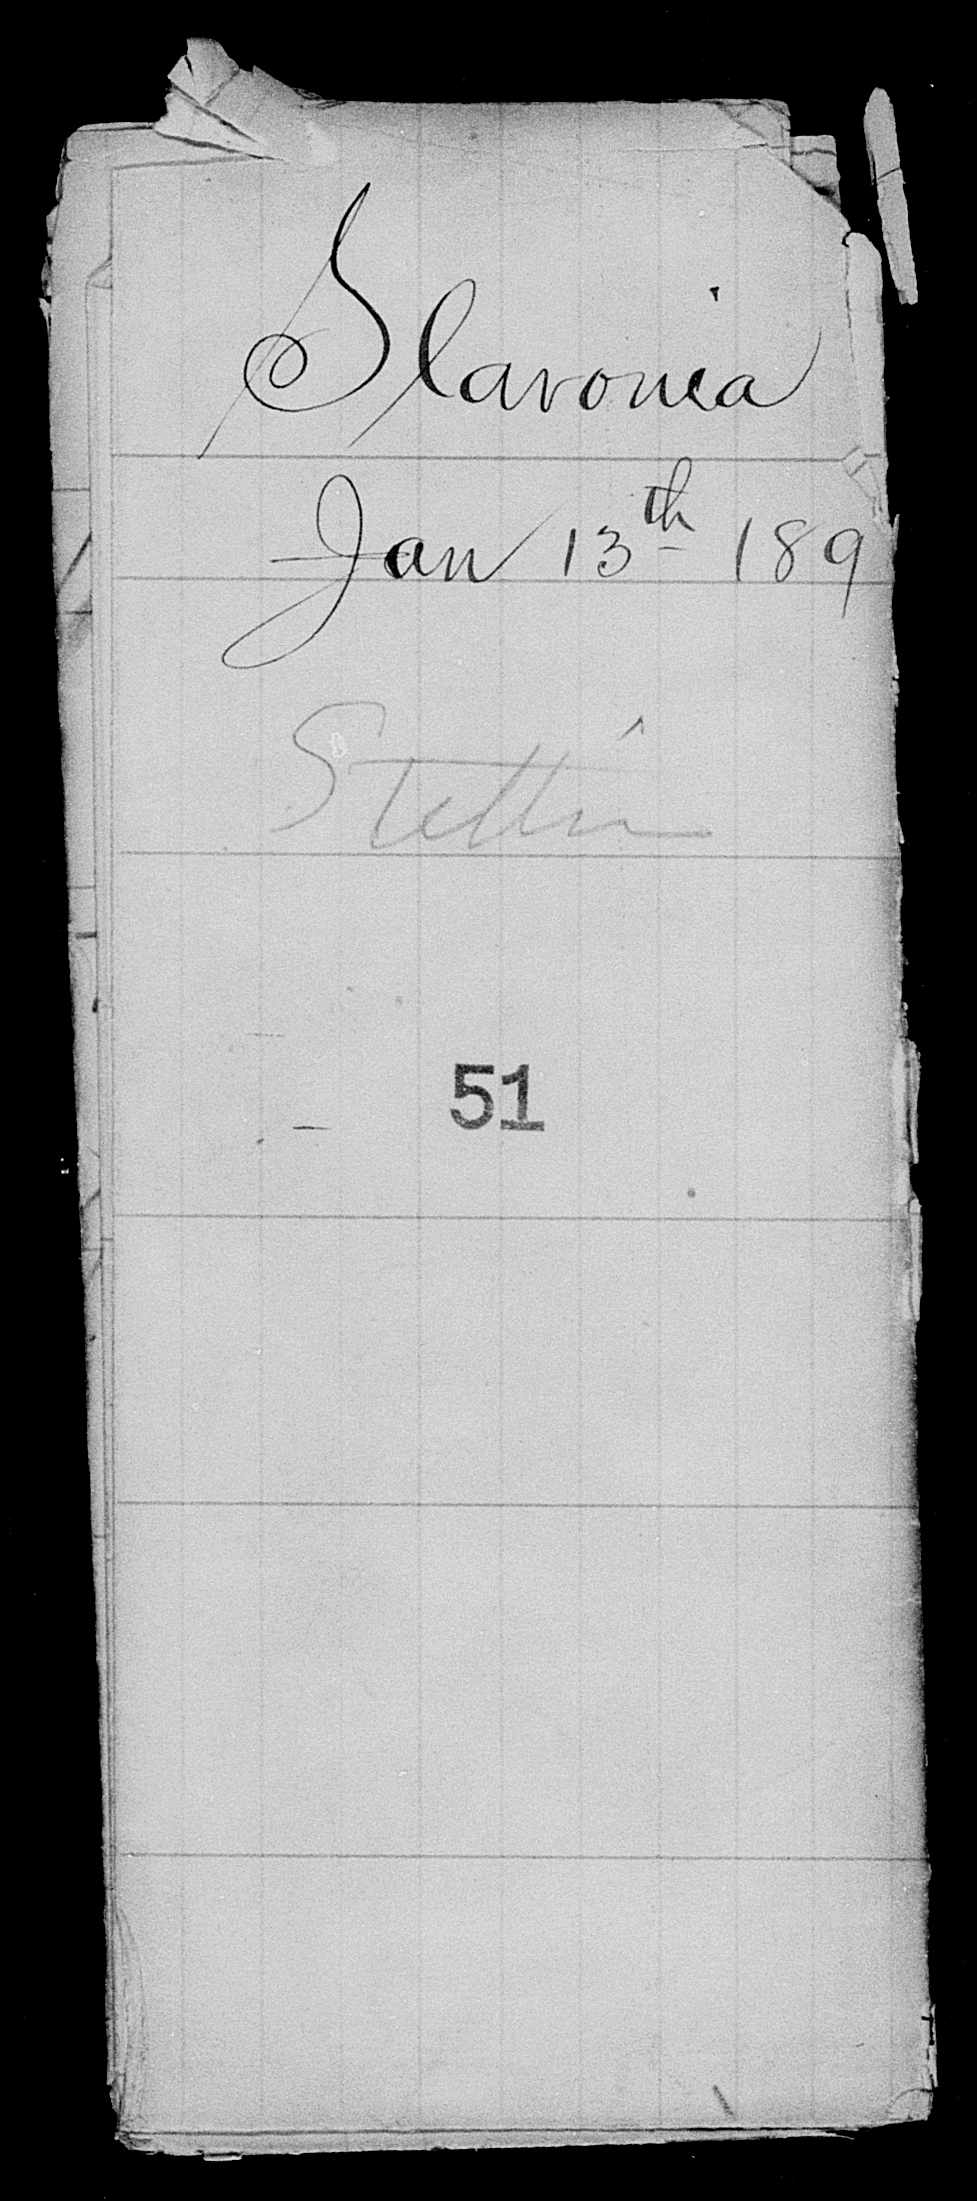 Slavonia
Jan 13th 189
Stettin
51